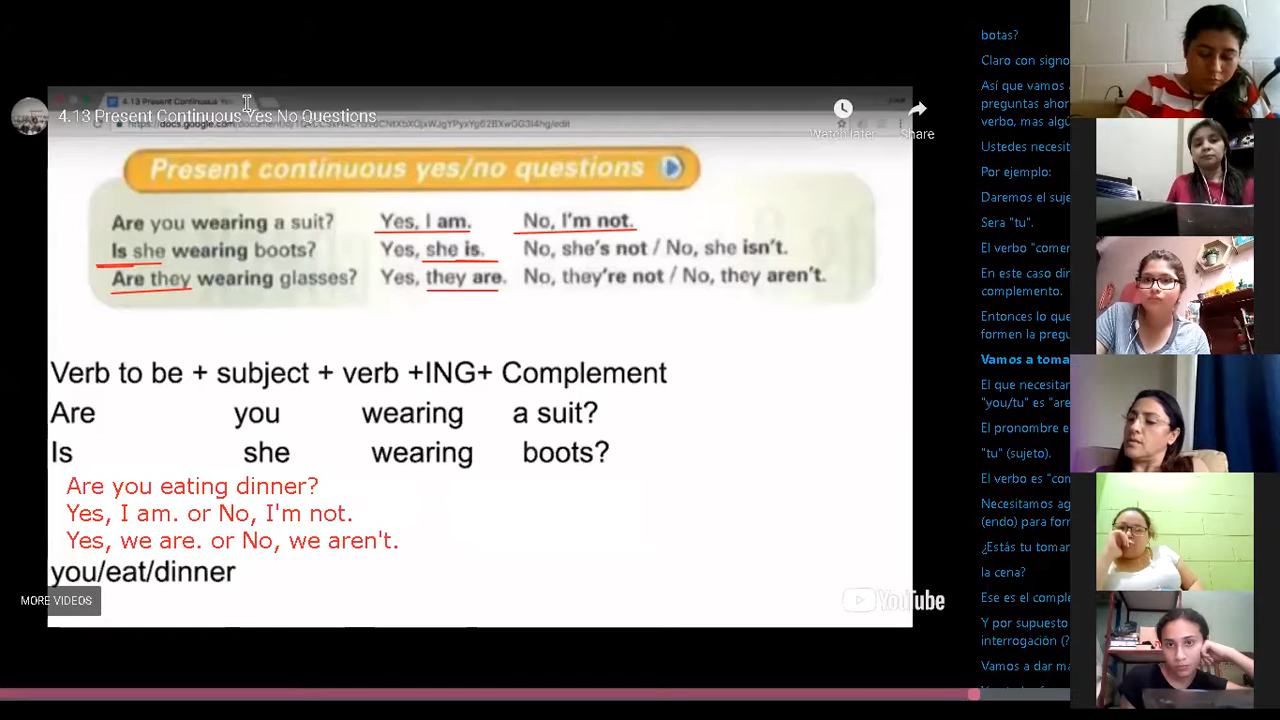 4.13 Present Continuous Yes No Questions
4.13 Present Continuous
Watch later
Share
Present continuous yes/no questions
Are you wearing a suit? Yes, I am. No, I'm not.
Is she wearing boots? Yes, she is. No, she's not / No, she isn't.
Are they wearing glasses? Yes, they are. No, they're not / No, they aren't.
Verb to be + subject + verb +ING+ Complement
Are you wearing a suit?
Is she wearing boots?
Are you eating dinner?
Yes, I am. or No, I'm not.
Yes, we are. or No, we aren't.
you/eat/dinner
MORE VIDEOS
YouTube
botas?
Claro con signo
Así que vamos a
preguntas ahor
verbo, mas algú
Ustedes necesit
Por ejemplo:
Daremos el suje
Sera "tu".
El verbo "come
En este caso dir
complemento.
Entonces lo que
formen la pregu
Vamos a toma
El que necesitar
"you/tu" es "are
El pronombre e
"tu" (sujeto).
El verbo es "con
Necesitamos ag
(endo) para for
¿Estás tu tomar
la cena?
Ese es el comple
Y por supuesto
interrogación (?
Vamos a dar ma